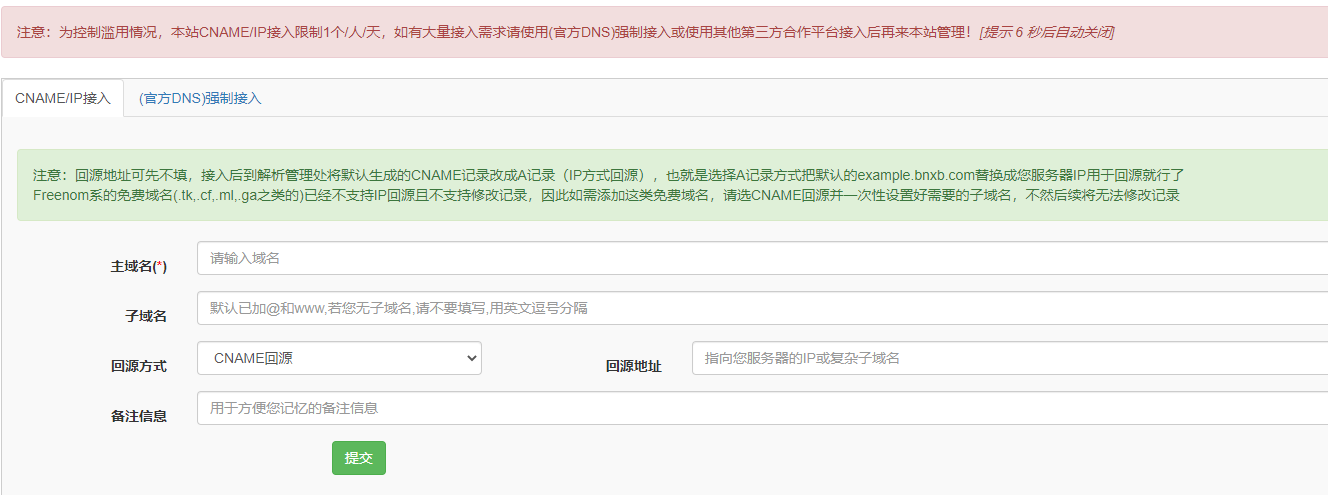 注意：为控制滥用情况，本站CNAME/IP接入限制1个/人/天，如有大量接入需求请使用(官方DNS)强制接入或使用其他第三方合作平台接入后再来本站管理！[提示 6 秒后自动关闭]
CNAME/IP接入 (官方DNS)强制接入
注意：回源地址可先不填，接入后到解析管理处将默认生成的CNAME记录改成A记录（IP方式回源），也就是选择A记录方式把默认的example.bnxb.com替换成您服务器IP用于回源就行了
Freenom系的免费域名(.tk,.cf,.ml,.ga之类的)已经不支持IP回源且不支持修改记录，因此如需添加这类免费域名，请选CNAME回源并一次性设置好需要的子域名，不然后续将无法修改记录
主域名(*) 请输入域名
子域名 默认已加@和www,若您无子域名,请不要填写,用英文逗号分隔
回源方式 CNAME回源 回源地址 指向您服务器的IP或复杂子域名
备注信息 用于方便您记忆的备注信息
提交